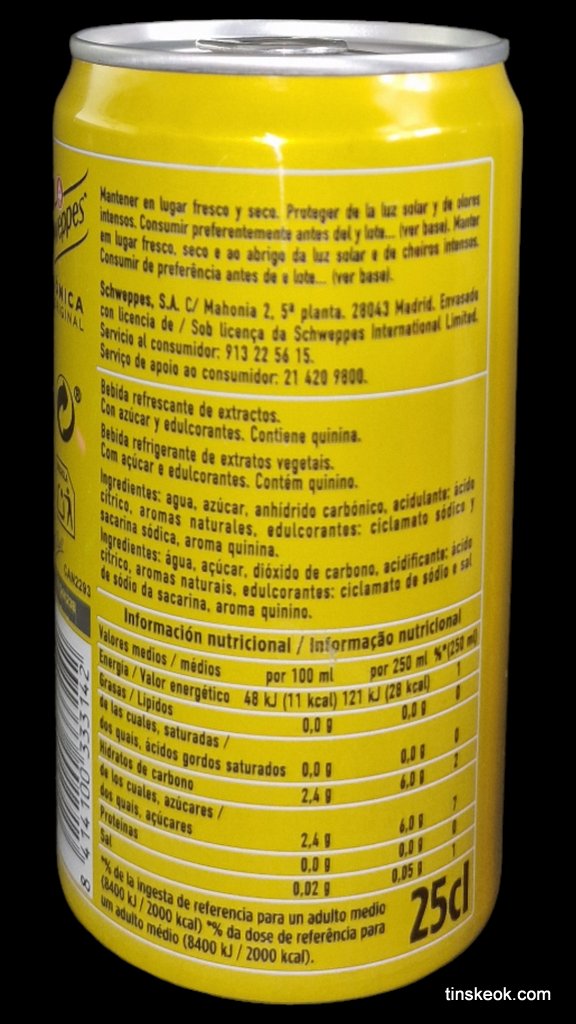 Schweppes
Mantener en lugar fresco y seco. Proteger de la luz solar y de olores
intensos. Consumir preferentemente antes del y lote... (ver base). Manter
em lugar fresco, seco e ao abrigo da luz solar e de cheiros intensos.
Consumir de preferência antes de e lote... (ver base).
Schweppes, S.A. C/ Mahonia 2, 5ª planta. 28043 Madrid. Envasado
con licencia de / Sob licença da Schweppes International Limited.
Servicio al consumidor: 913 22 56 15.
Serviço de apoio ao consumidor: 21 420 9800.
Bebida refrescante de extractos.
Con azúcar y edulcorantes. Contiene quinina.
Bebida refrigerante de extratos vegetais.
Com açúcar e edulcorantes. Contém quinino.
Ingredientes: agua, azúcar, anhídrido carbónico, acidulante: ácido
cítrico, aromas naturales, edulcorantes: ciclamato sódico y
sacarina sódica, aroma quinina.
Ingredientes: água, açúcar, dióxido de carbono, acidificante: ácido
cítrico, aromas naturais, edulcorantes: ciclamato de sódio e sal
de sódio da sacarina, aroma quinino.
Información nutricional / Informação nutricional
Valores medios / médios por 100 ml por 250 ml %*(250 ml)
Energía / Valor energético 48 kJ (11 kcal) 121 kJ (28 kcal) 1
Grasas / Lípidos 0,0 g 0,0 g 0
de las cuales, saturadas /
dos quais, ácidos gordos saturados 0,0 g 0,0 g 0
Hidratos de carbono 2,4 g 6,0 g 2
de los cuales, azúcares /
dos quais, açúcares 2,4 g 6,0 g 7
Proteínas 0,0 g 0,0 g 0
Sal 0,02 g 0,05 g 1
*% de la ingesta de referencia para un adulto medio
(8400 kJ / 2000 kcal) *% da dose de referência para
um adulto médio (8400 kJ / 2000 kcal).
25cl
CAN2293
8 414100 333142
tinskeok.com